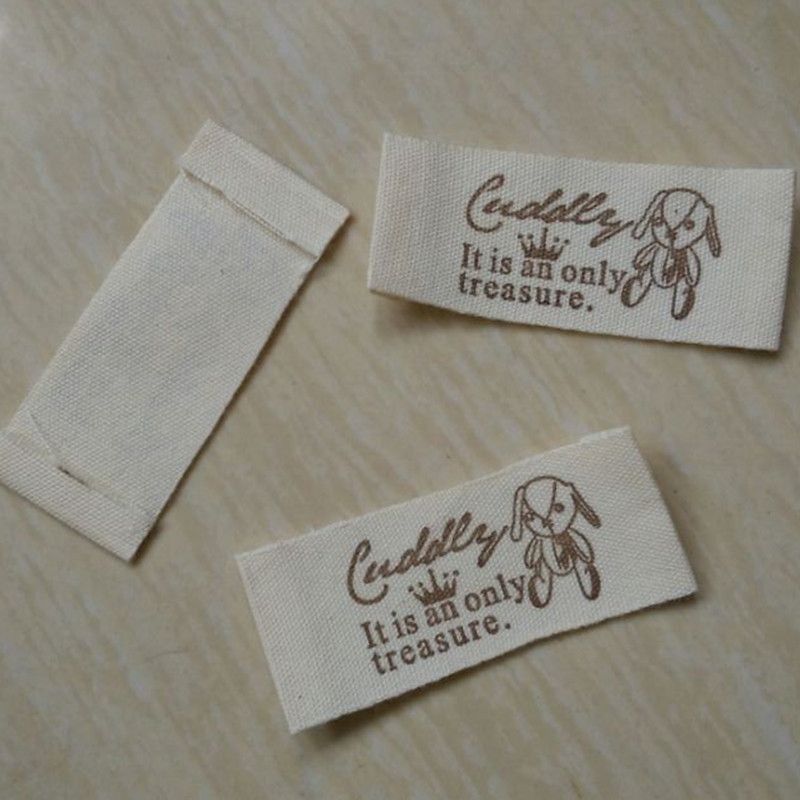 Cuddly
It is an only
treasure.
Cuddly
It is an only
treasure.